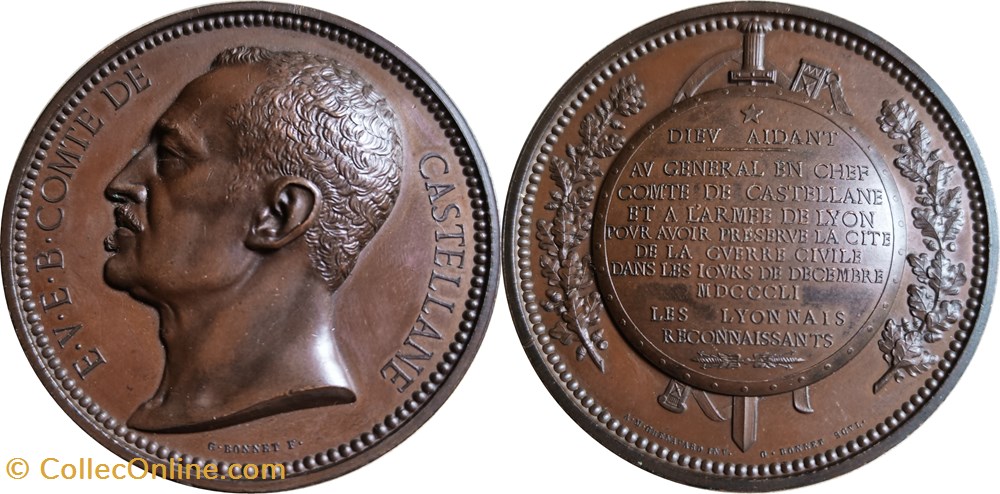 E · V · E · B · COMTE DE CASTELLANE
G · BONNET F ·
DIEV AIDANT
AV GENERAL EN CHEF
COMTE DE CASTELLANE
ET A L'ARMEE DE LYON
POVR AVOIR PRESERVE LA CITE
DE LA GVERRE CIVILE
DANS LES IOVRS DE DECEMBRE
MDCCCLI
LES LYONNAIS
RECONNAISSANTS
INV. G · BONNET SCVL.
© CollecOnline.com